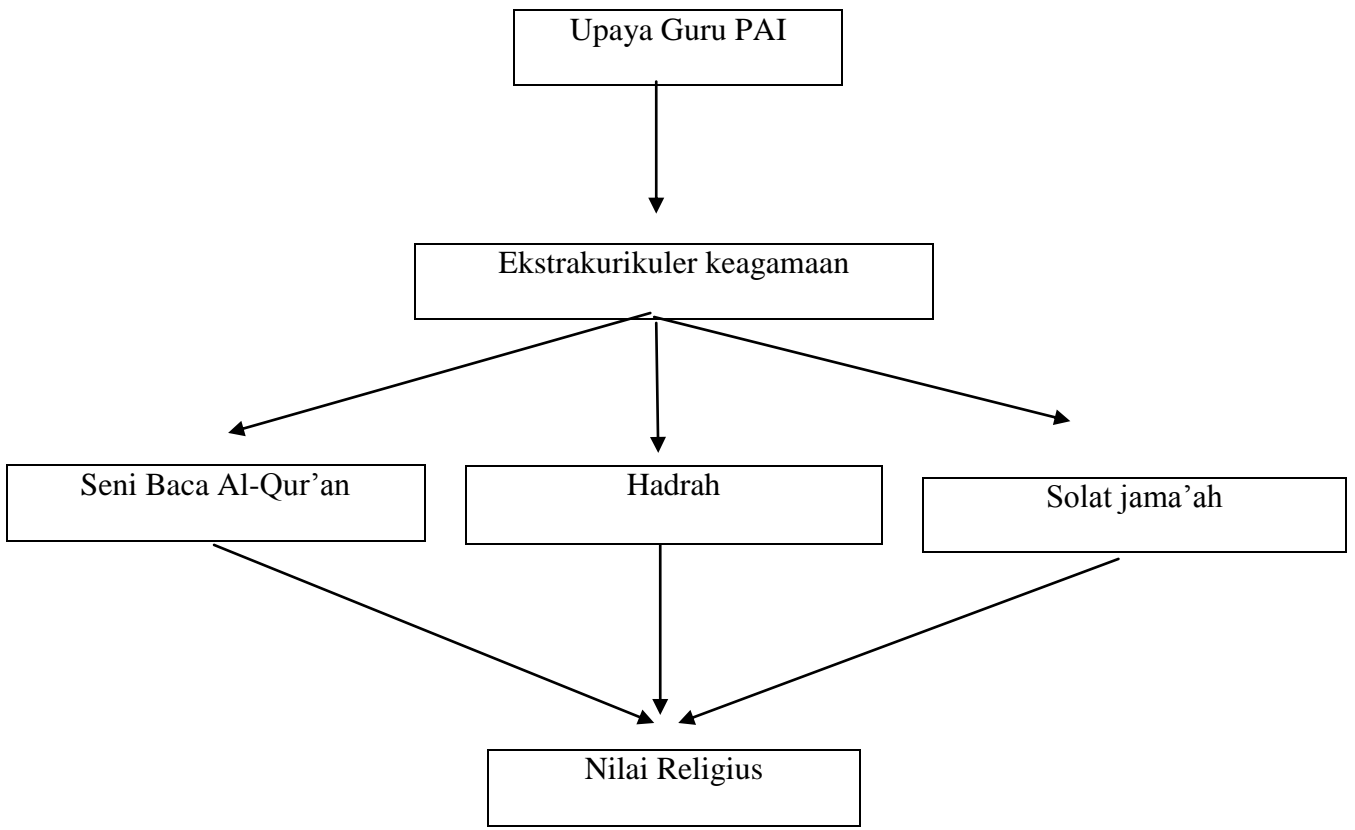 Upaya Guru PAI
Ekstrakurikuler keagamaan
Seni Baca Al-Qur’an
Hadrah
Solat jama’ah
Nilai Religius